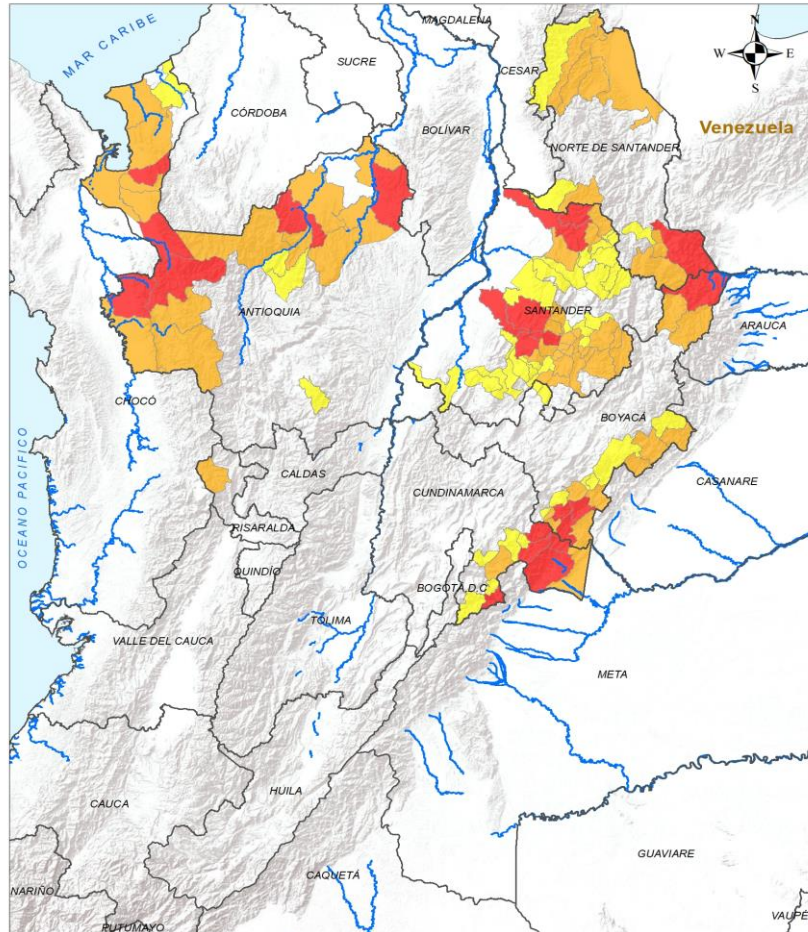 MAGDALENA
MAR CARIBE
SUCRE
CESAR
N
W E
S
CÓRDOBA
BOLÍVAR
Venezuela
NORTE DE SANTANDER
ANTIOQUIA
SANTANDER
ARAUCA
CHOCÓ
BOYACÁ
OCEANO PACIFICO
CALDAS
CUNDINAMARCA
CASANARE
RISARALDA
QUINDÍO
BOGOTÁ, D.C
TOLIMA
VALLE DEL CAUCA
META
HUILA
CAUCA
GUAVIARE
CAQUETÁ
NARIÑO
VAUPÉ
PUTUMAYO